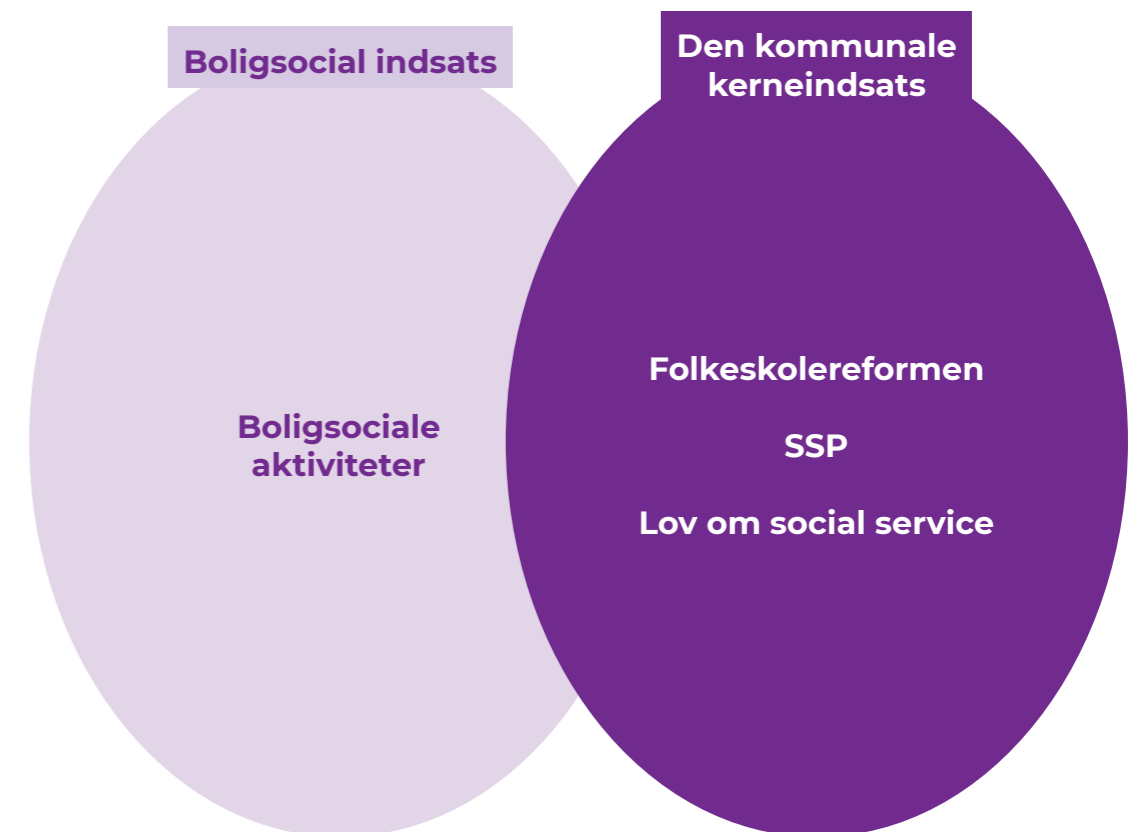 Boligsocial indsats
Den kommunale
kerneindsats
Boligsociale
aktiviteter
Folkeskolereformen
SSP
Lov om social service